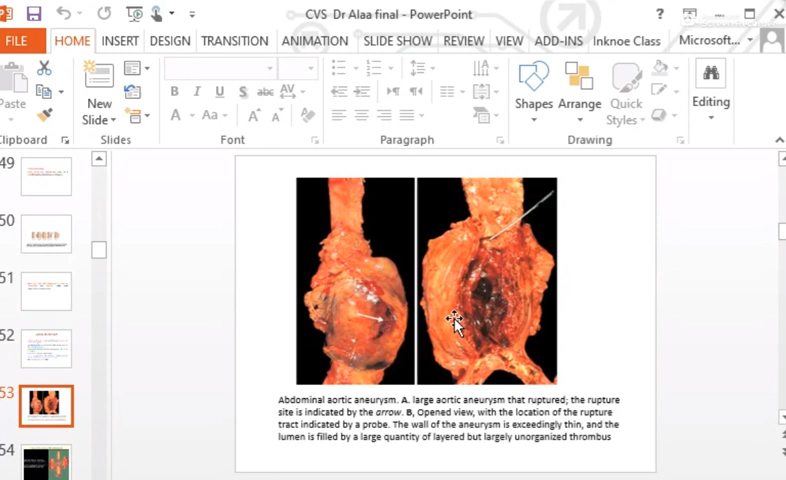 CVS Dr Alaa final - PowerPoint
FILE HOME INSERT DESIGN TRANSITION ANIMATION SLIDE SHOW REVIEW VIEW ADD-INS Inknoe Class Microsoft...
Paste
New
Slide
Shapes Arrange Quick
Styles
Editing
Clipboard Slides Font Paragraph Drawing
49
50
51
52
53
54
Abdominal aortic aneurysm. A. large aortic aneurysm that ruptured; the rupture
site is indicated by the arrow. B, Opened view, with the location of the rupture
tract indicated by a probe. The wall of the aneurysm is exceedingly thin, and the
lumen is filled by a large quantity of layered but largely unorganized thrombus